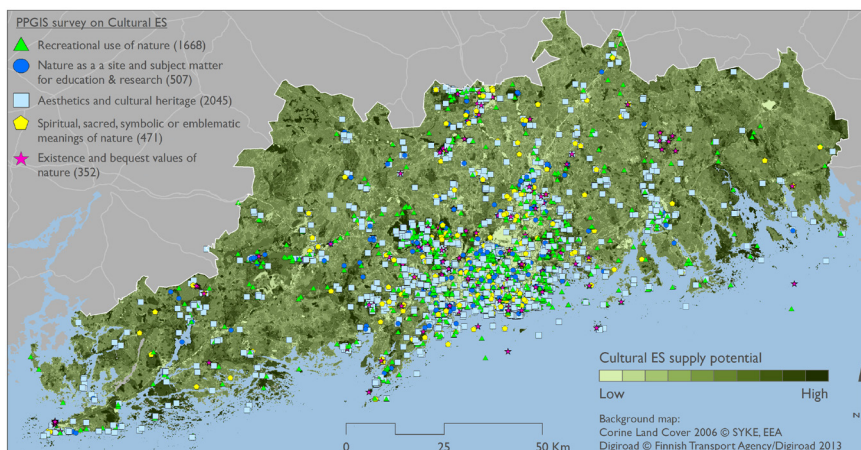 PPGIS survey on Cultural ES
Recreational use of nature (1668)
Nature as a a site and subject matter
for education & research (507)
Aesthetics and cultural heritage (2045)
Spiritual, sacred, symbolic or emblematic
meanings of nature (471)
Existence and bequest values of
nature (352)
Cultural ES supply potential
Low High
Background map:
Corine Land Cover 2006 © SYKE, EEA
Digiroad © Finnish Transport Agency/Digiroad 2013
0 25 50 Km
N